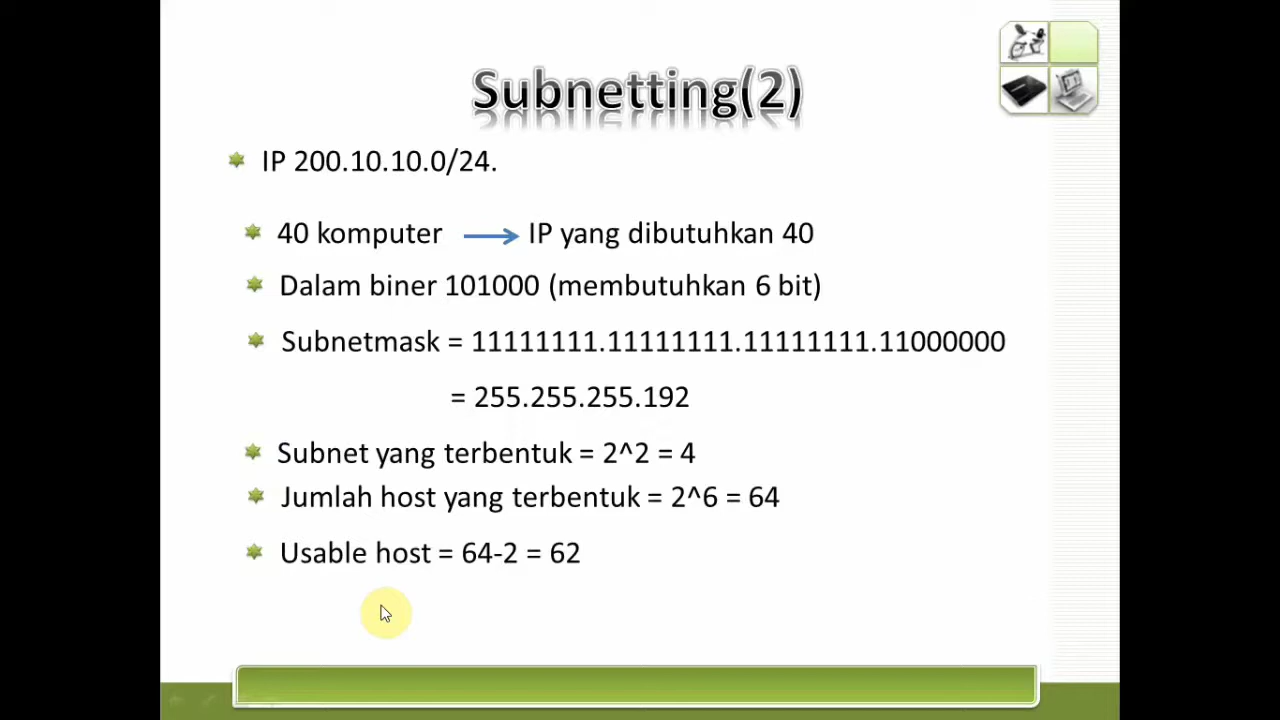 Subnetting(2)
IP 200.10.10.0/24.
40 komputer IP yang dibutuhkan 40
Dalam biner 101000 (membutuhkan 6 bit)
Subnetmask = 11111111.11111111.11111111.11000000
= 255.255.255.192
Subnet yang terbentuk = 2^2 = 4
Jumlah host yang terbentuk = 2^6 = 64
Usable host = 64-2 = 62